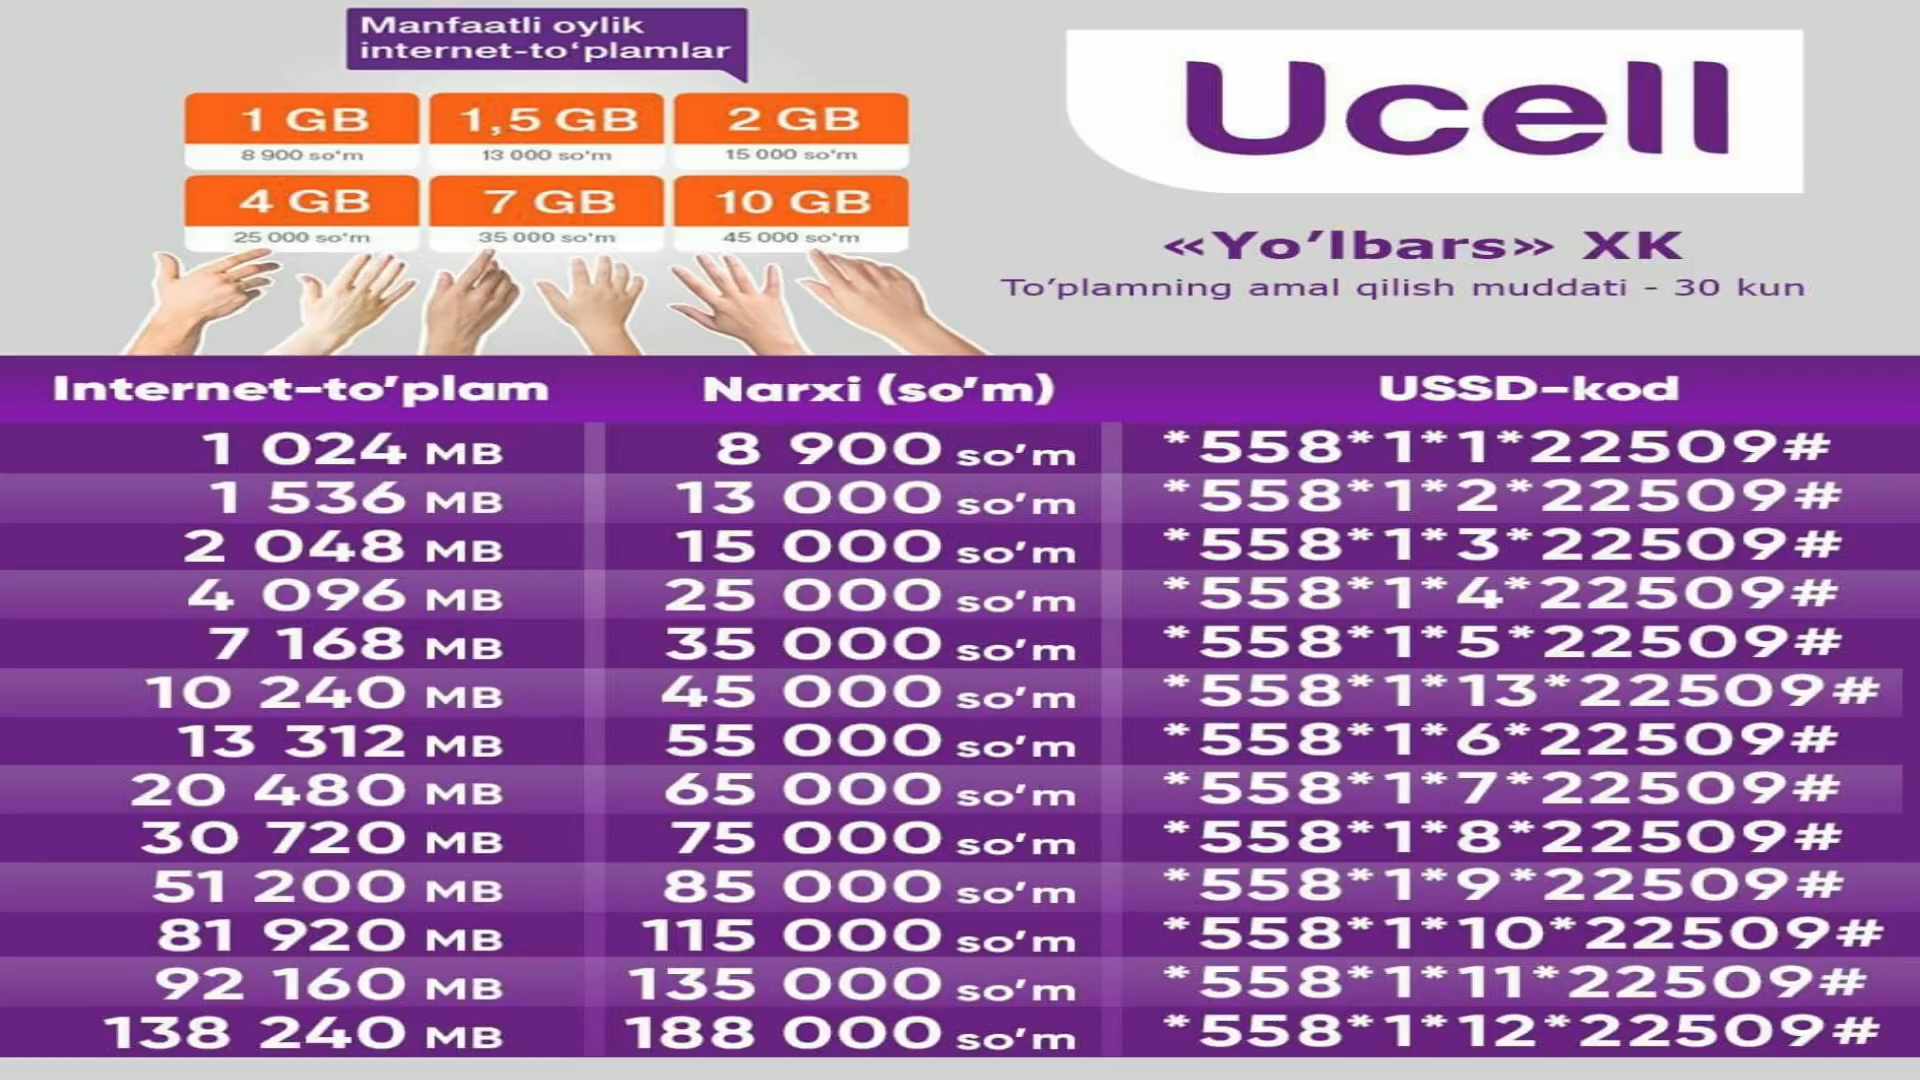 Manfaatli oylik
internet-to‘plamlar
1 GB
8 900 so‘m
1,5 GB
13 000 so‘m
2 GB
15 000 so‘m
4 GB
25 000 so‘m
7 GB
35 000 so‘m
10 GB
45 000 so‘m
Ucell
«Yo’lbars» XK
To’plamning amal qilish muddati - 30 kun
Internet-to’plam Narxi (so’m) USSD-kod
1 024 MB 8 900 so’m *558*1*1*22509#
1 536 MB 13 000 so’m *558*1*2*22509#
2 048 MB 15 000 so’m *558*1*3*22509#
4 096 MB 25 000 so’m *558*1*4*22509#
7 168 MB 35 000 so’m *558*1*5*22509#
10 240 MB 45 000 so’m *558*1*13*22509#
13 312 MB 55 000 so’m *558*1*6*22509#
20 480 MB 65 000 so’m *558*1*7*22509#
30 720 MB 75 000 so’m *558*1*8*22509#
51 200 MB 85 000 so’m *558*1*9*22509#
81 920 MB 115 000 so’m *558*1*10*22509#
92 160 MB 135 000 so’m *558*1*11*22509#
138 240 MB 188 000 so’m *558*1*12*22509#